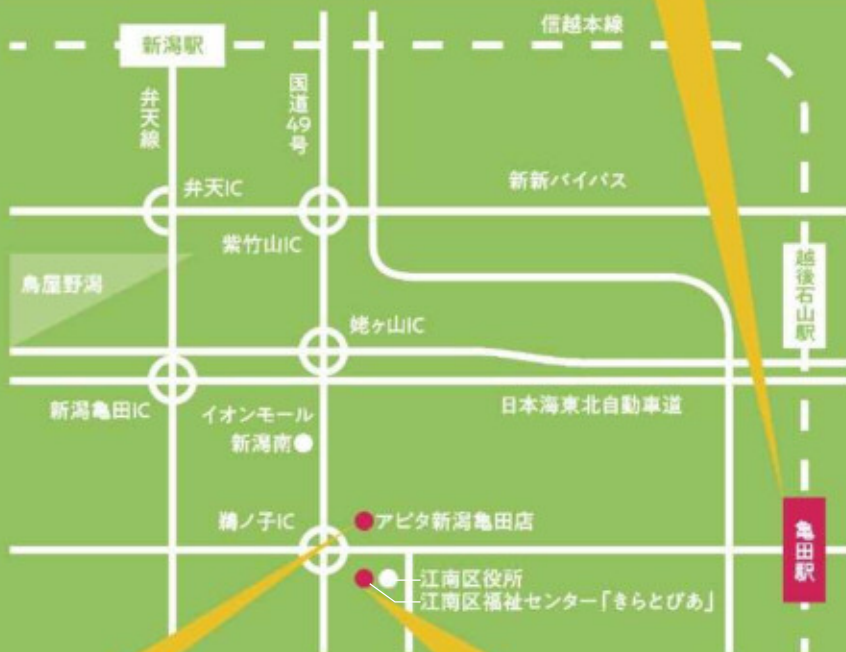 信越本線
新潟駅
弁天線
国道49号
弁天IC
新新バイパス
紫竹山IC
鳥屋野潟
越後石山駅
姥ヶ山IC
新潟亀田IC
イオンモール
新潟南
日本海東北自動車道
鵜ノ子IC
アピタ新潟亀田店
亀田駅
江南区役所
江南区福祉センター「きらとぴあ」